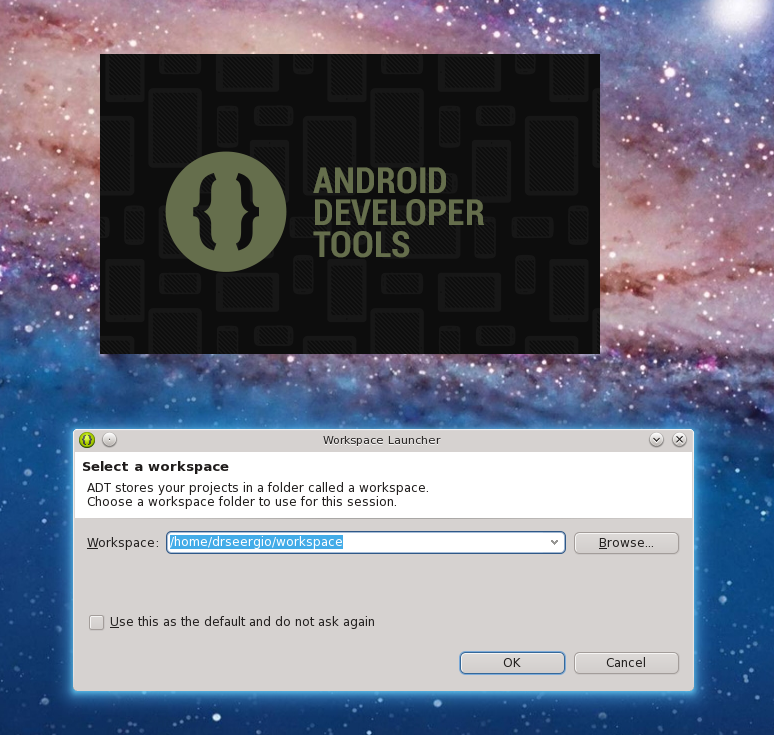 ANDROID
DEVELOPER
TOOLS
Workspace Launcher
Select a workspace
ADT stores your projects in a folder called a workspace.
Choose a workspace folder to use for this session.
Workspace: /home/drseergio/workspace Browse...
Use this as the default and do not ask again
OK Cancel